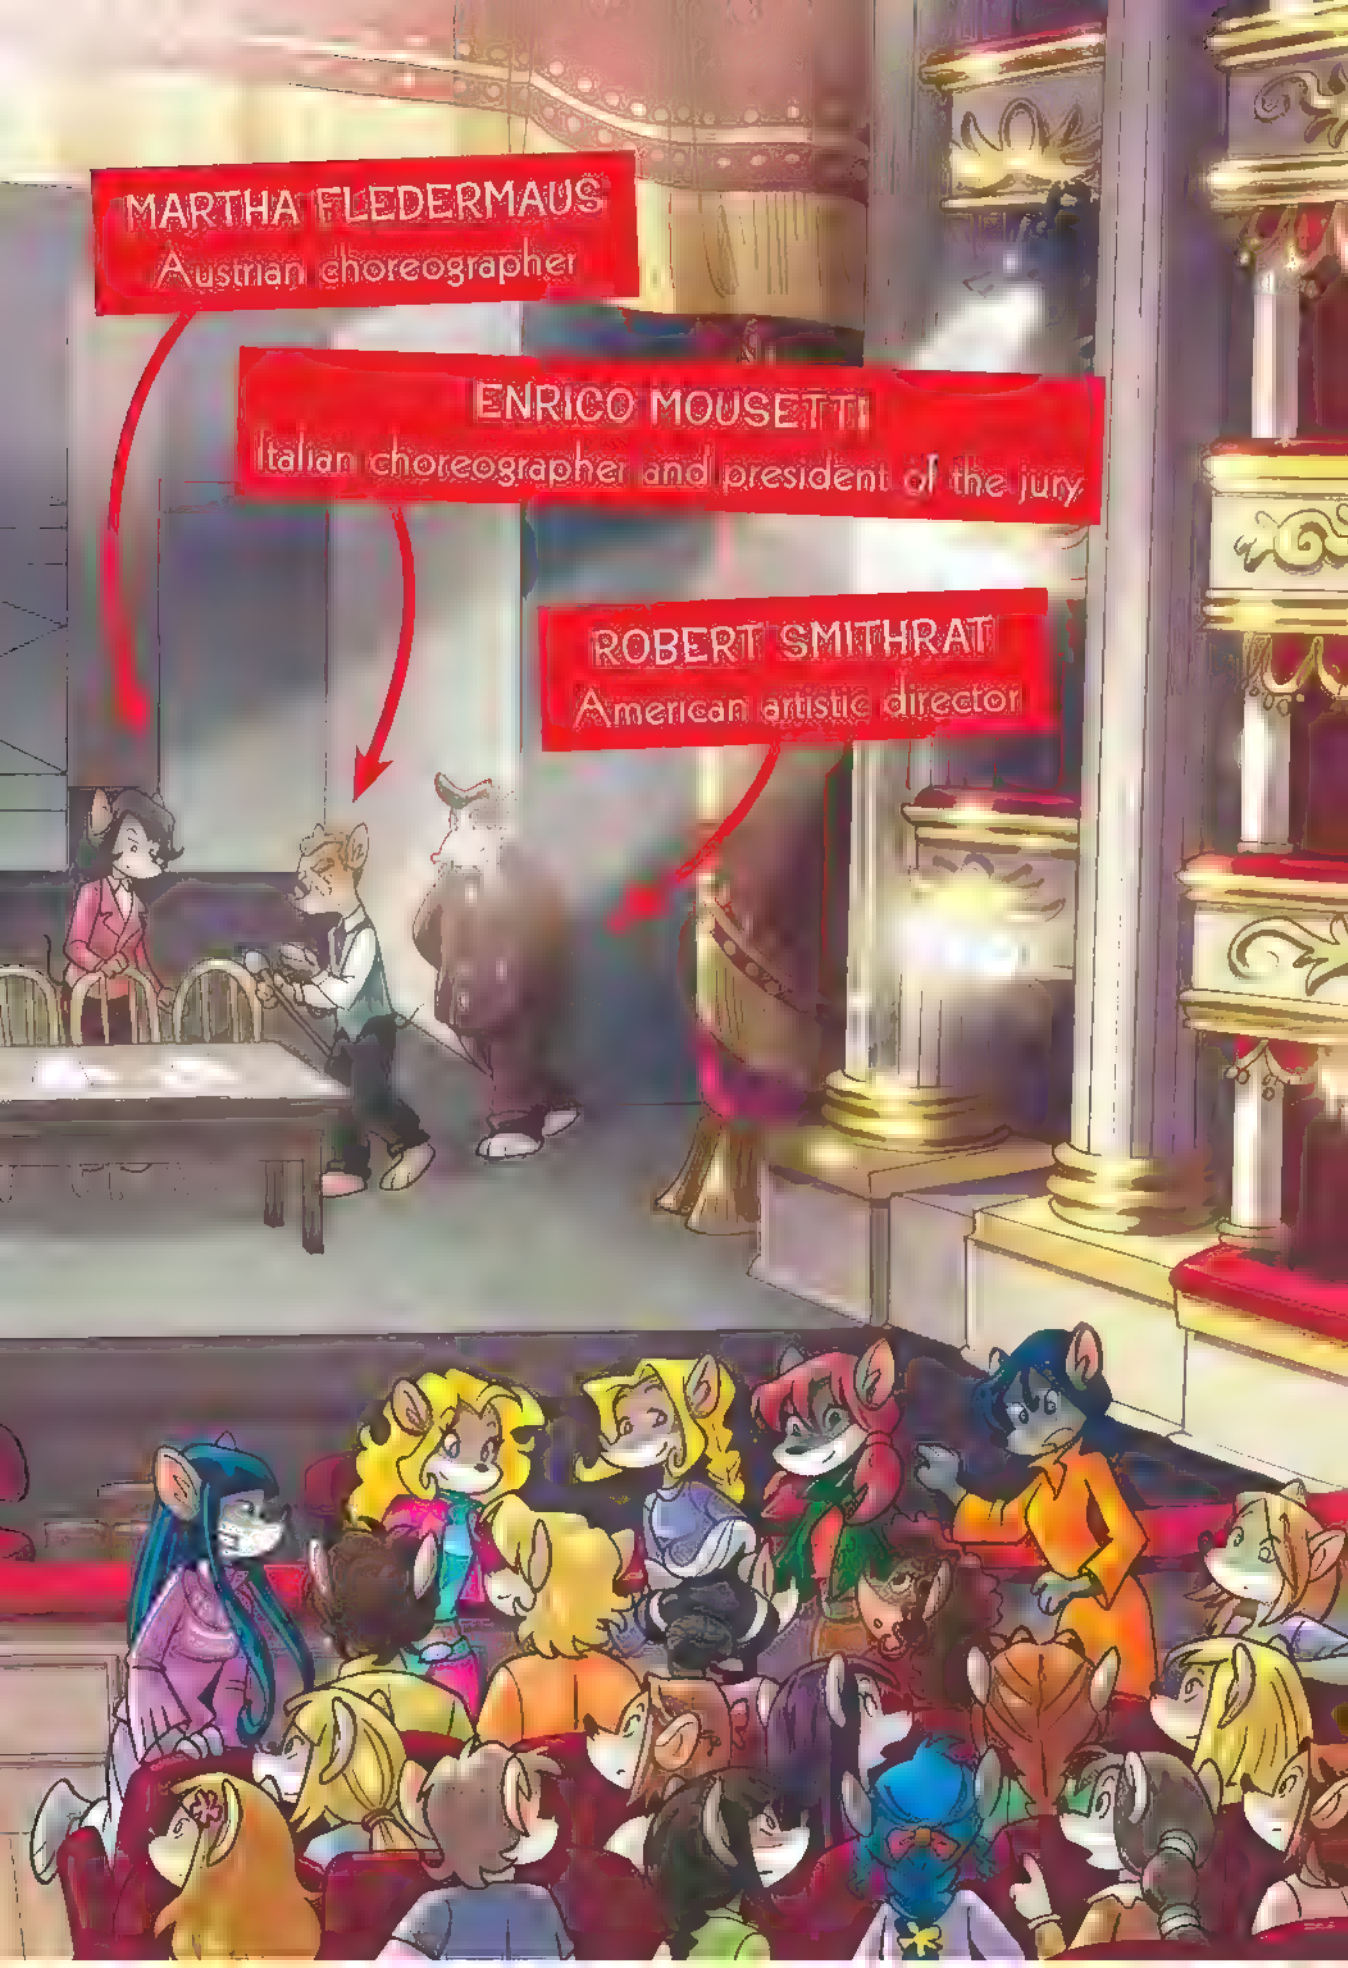 MARTHA FLEDERMAUS
Austrian choreographer
ENRICO MOUSETTI
Italian choreographer and president of the jury
ROBERT SMITHRAT
American artistic director